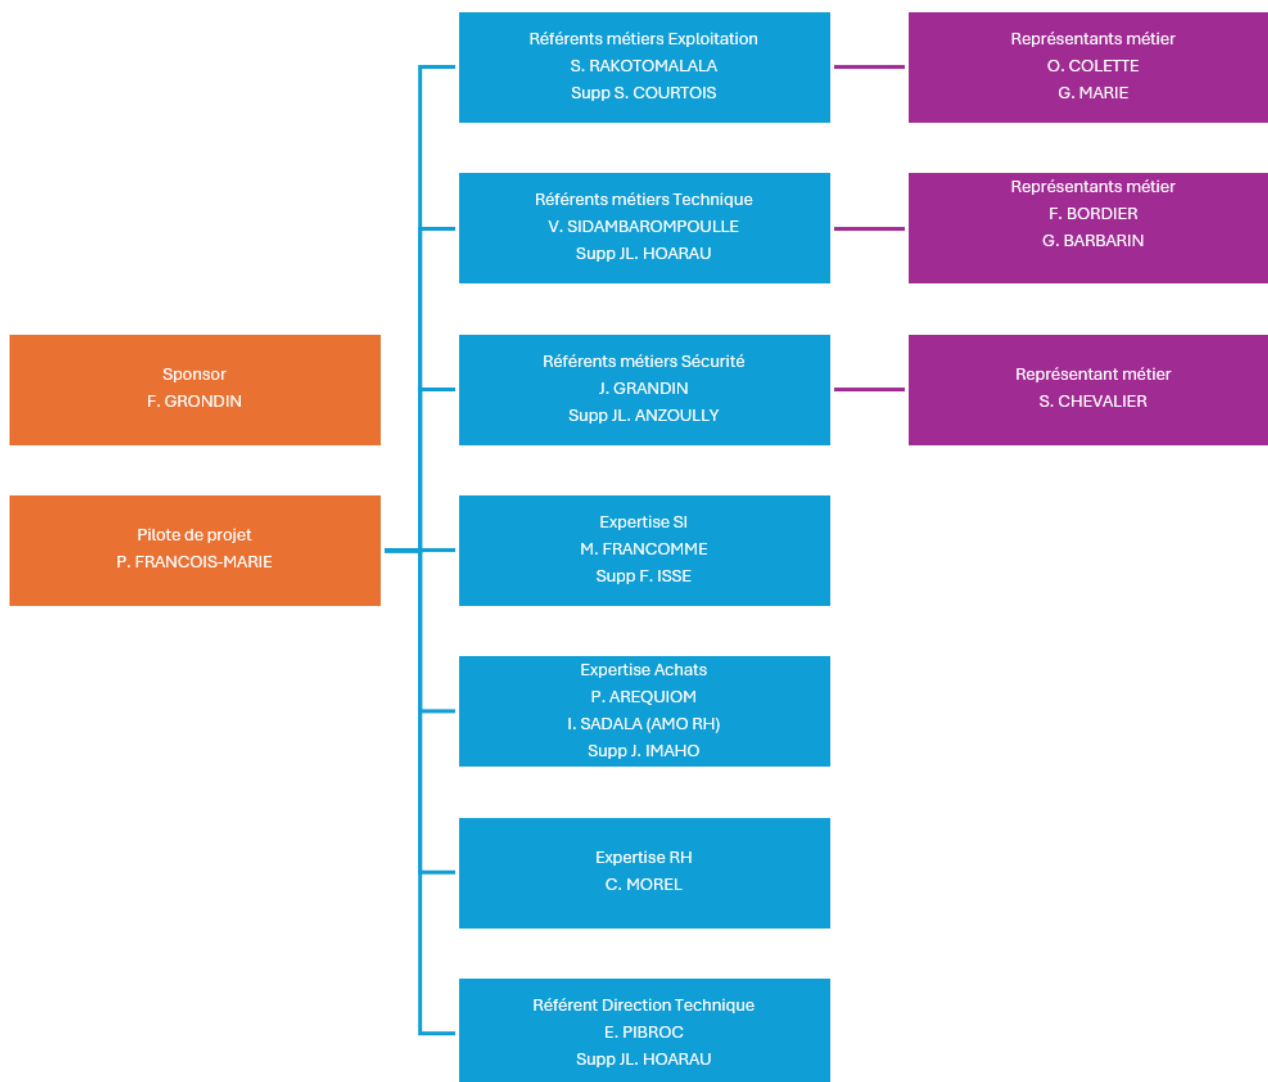 Référents métiers Exploitation
S. RAKOTOMALALA
Supp S. COURTOIS
Représentants métier
O. COLETTE
G. MARIE
Référents métiers Technique
V. SIDAMBAROMPOULLE
Supp JL. HOARAU
Représentants métier
F. BORDIER
G. BARBARIN
Sponsor
F. GRONDIN
Référents métiers Sécurité
J. GRANDIN
Supp JL. ANZOULLY
Représentant métier
S. CHEVALIER
Pilote de projet
P. FRANCOIS-MARIE
Expertise SI
M. FRANCOMME
Supp F. ISSE
Expertise Achats
P. AREQUIOM
I. SADALA (AMO RH)
Supp J. IMAHO
Expertise RH
C. MOREL
Référent Direction Technique
E. PIBROC
Supp JL. HOARAU